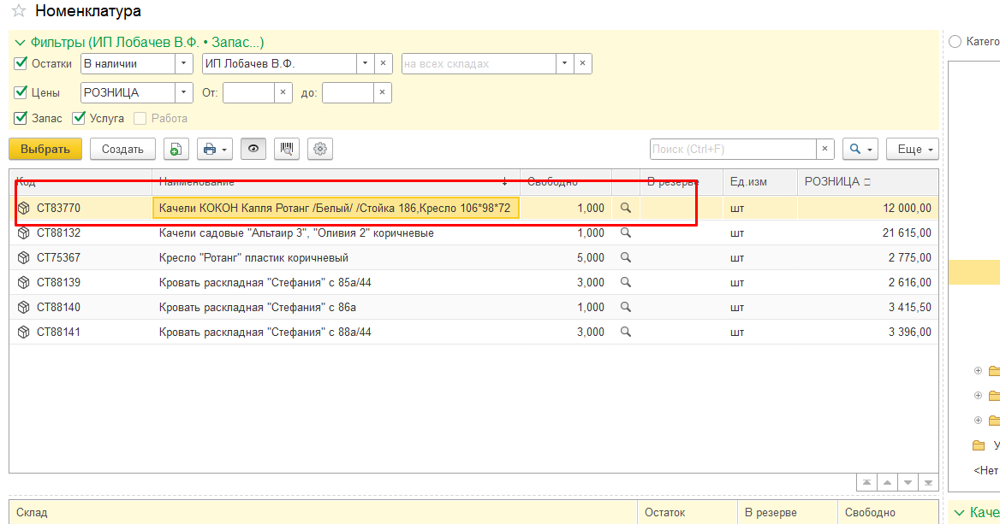 Номенклатура
Фильтры (ИП Лобачев В.Ф. • Запас...)
Катего
Остатки В наличии ИП Лобачев В.Ф. × на всех складах ×
Цены РОЗНИЦА От: × до: ×
Запас Услуга Работа
Выбрать Создать Поиск (Ctrl+F) × Еще
Код Наименование ↓ Свободно В резерве Ед.изм РОЗНИЦА
СТ83770 Качели КОКОН Капля Ротанг /Белый/ /Стойка 186,Кресло 106*98*72 1,000 шт 12 000,00
СТ88132 Качели садовые "Альтаир 3", "Оливия 2" коричневые 1,000 шт 21 615,00
СТ75367 Кресло "Ротанг" пластик коричневый 5,000 шт 2 775,00
СТ88139 Кровать раскладная "Стефания" с 85а/44 3,000 шт 2 616,00
СТ88140 Кровать раскладная "Стефания" с 86а 1,000 шт 3 415,50
СТ88141 Кровать раскладная "Стефания" с 88а/44 3,000 шт 3 396,00
У
<Нет
Склад Остаток В резерве Свободно
Каче